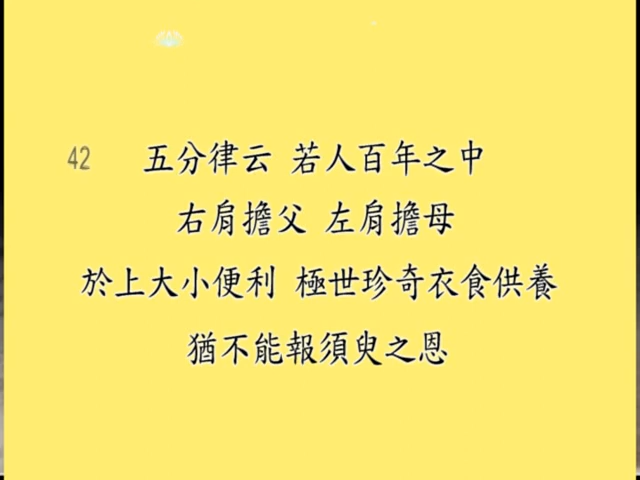 42 五分律云 若人百年之中
右肩擔父 左肩擔母
於上大小便利 極世珍奇衣食供養
猶不能報須臾之恩